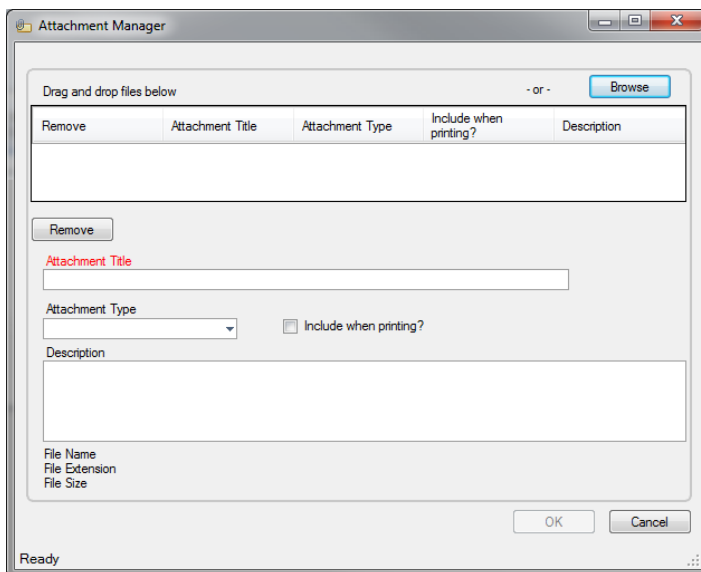 Attachment Manager
Drag and drop files below - or - Browse
Remove Attachment Title Attachment Type Include when printing? Description
Remove
Attachment Title
Attachment Type
Include when printing?
Description
File Name
File Extension
File Size
OK Cancel
Ready